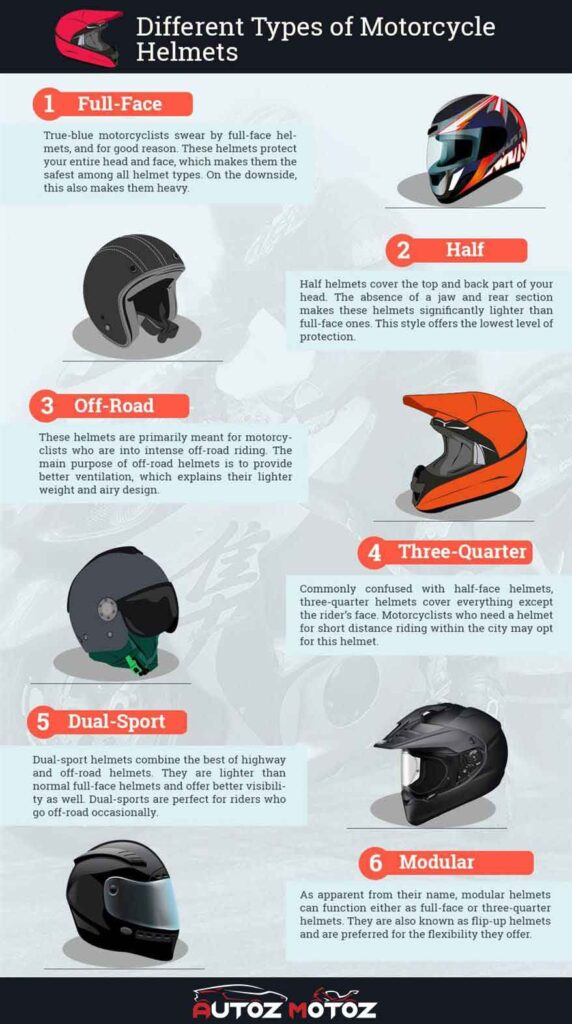 Different Types of Motorcycle
Helmets
1 Full-Face
True-blue motorcyclists swear by full-face hel-
mets, and for good reason. These helmets protect
your entire head and face, which makes them the
safest among all helmet types. On the downside,
this also makes them heavy.
2 Half
Half helmets cover the top and back part of your
head. The absence of a jaw and rear section
makes these helmets significantly lighter than
full-face ones. This style offers the lowest level of
protection.
3 Off-Road
These helmets are primarily meant for motorcy-
clists who are into intense off-road riding. The
main purpose of off-road helmets is to provide
better ventilation, which explains their lighter
weight and airy design.
4 Three-Quarter
Commonly confused with half-face helmets,
three-quarter helmets cover everything except
the rider's face. Motorcyclists who need a helmet
for short distance riding within the city may opt
for this helmet.
5 Dual-Sport
Dual-sport helmets combine the best of highway
and off-road helmets. They are lighter than
normal full-face helmets and offer better visibili-
ty as well. Dual-sports are perfect for riders who
go off-road occasionally.
6 Modular
As apparent from their name, modular helmets
can function either as full-face or three-quarter
helmets. They are also known as flip-up helmets
and are preferred for the flexibility they offer.
AUTOZ MOTOZ